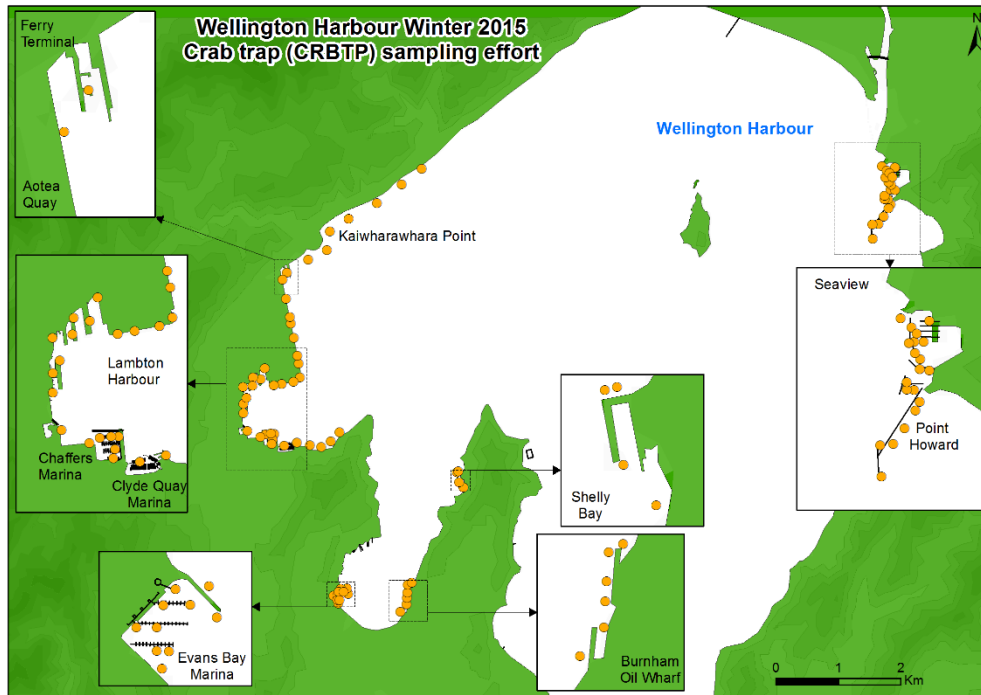 Wellington Harbour Winter 2015
Crab trap (CRBTP) sampling effort
Ferry
Terminal
Aotea
Quay
N
Wellington Harbour
Kaiwharawhara Point
Seaview
Point
Howard
Lambton
Harbour
Chaffers
Marina
Clyde Quay
Marina
Shelly
Bay
Evans Bay
Marina
Burnham
Oil Wharf
0 1 2
Km